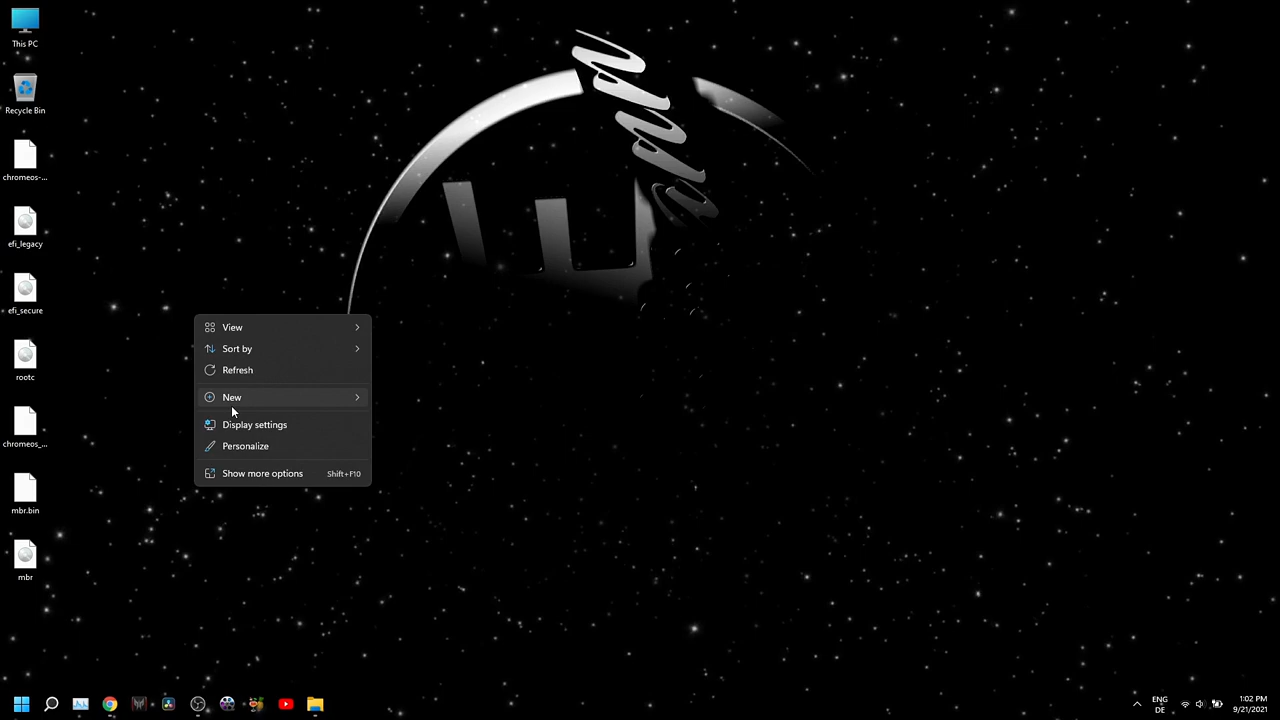 This PC
Recycle Bin
chromeos-...
efi_legacy
efi_secure
rootc
chromeos_...
mbr.bin
mbr
View
Sort by
Refresh
New
Display settings
Personalize
Show more options Shift+F10
ENG
DE
1:02 PM
9/21/2021